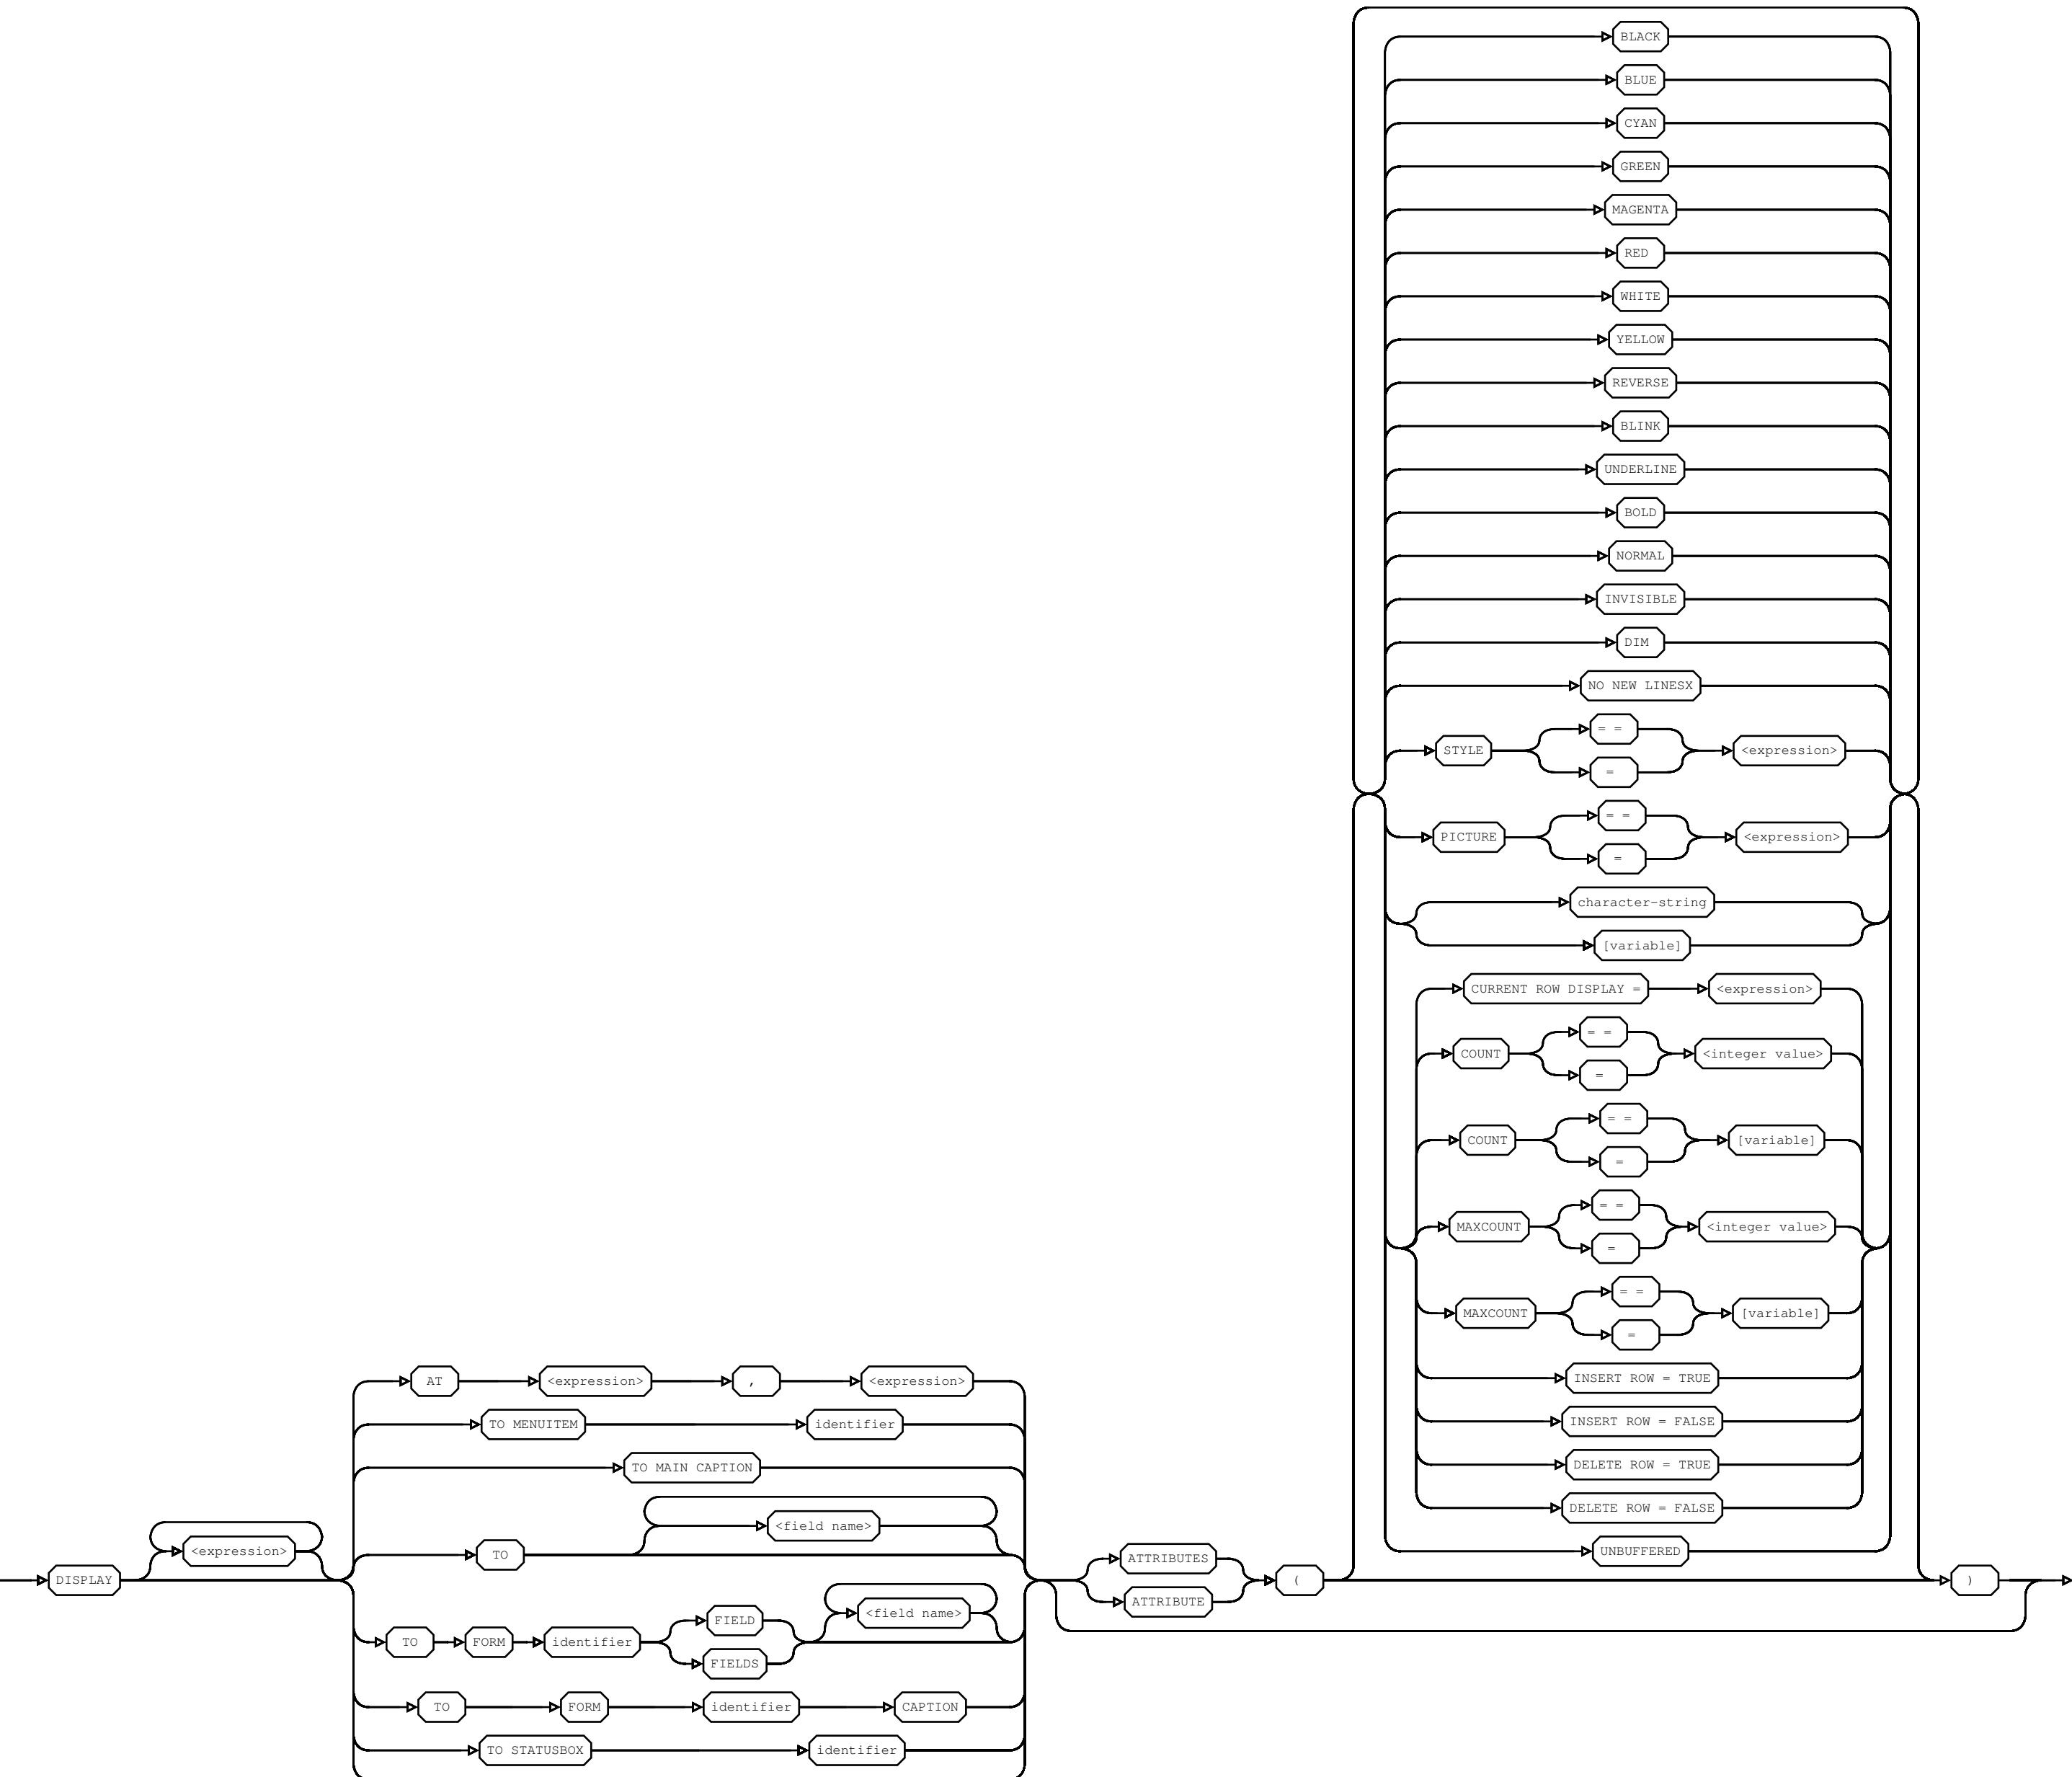 BLACK
BLUE
CYAN
GREEN
MAGENTA
RED
WHITE
YELLOW
REVERSE
BLINK
UNDERLINE
BOLD
NORMAL
INVISIBLE
DIM
NO NEW LINESX
= =
STYLE <expression>
=
= =
PICTURE <expression>
=
character-string
[variable]
CURRENT ROW DISPLAY = <expression>
= =
COUNT <integer value>
=
= =
COUNT [variable]
=
= =
MAXCOUNT <integer value>
=
= =
MAXCOUNT [variable]
=
INSERT ROW = TRUE
INSERT ROW = FALSE
DELETE ROW = TRUE
DELETE ROW = FALSE
UNBUFFERED
AT <expression> , <expression>
TO MENUITEM identifier
TO MAIN CAPTION
<field name>
TO
<expression>
DISPLAY
ATTRIBUTES
ATTRIBUTE
( )
<field name>
FIELD
TO FORM identifier
FIELDS
TO FORM identifier CAPTION
TO STATUSBOX identifier